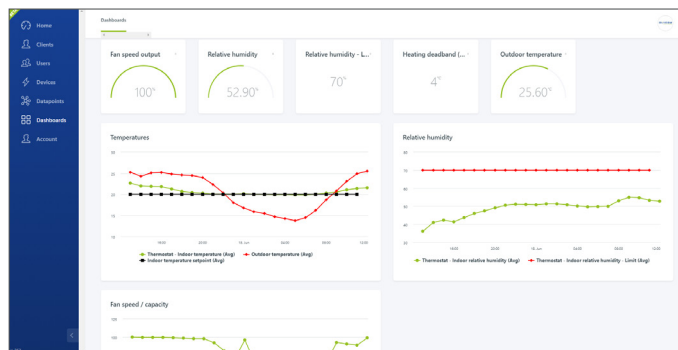 Home
Clients
Users
Devices
Datapoints
Dashboards
Account
Dashboards
Fan speed output
100%
Relative humidity
52.90%
Relative humidity - L...
70%
Heating deadband (...
4
Outdoor temperature
25.60
Temperatures
30
25
20
15
10
16:00
20:00
10. Jun
04:00
08:00
12:00
Thermostat - Indoor temperature (Avg)
Outdoor temperature (Avg)
Indoor temperature setpoint (Avg)
Relative humidity
80
70
60
50
40
30
16:00
20:00
10. Jun
04:00
08:00
12:00
Thermostat - Indoor relative humidity (Avg)
Thermostat - Indoor relative humidity - Limit (Avg)
Fan speed / capacity
100